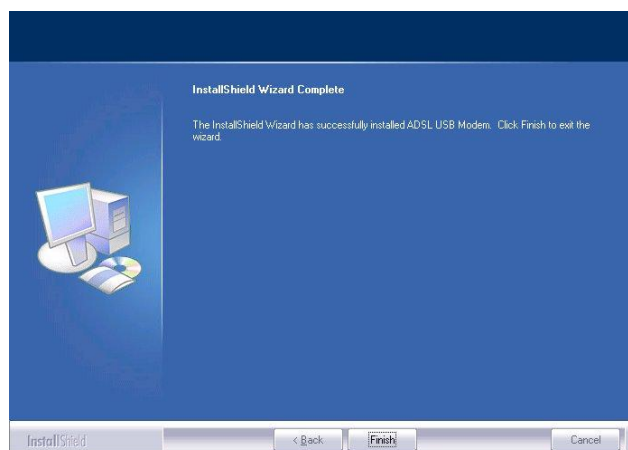 InstallShield Wizard Complete
The InstallShield Wizard has successfully installed ADSL USB Modem. Click Finish to exit the
wizard.
InstallShield
< Back
Finish
Cancel